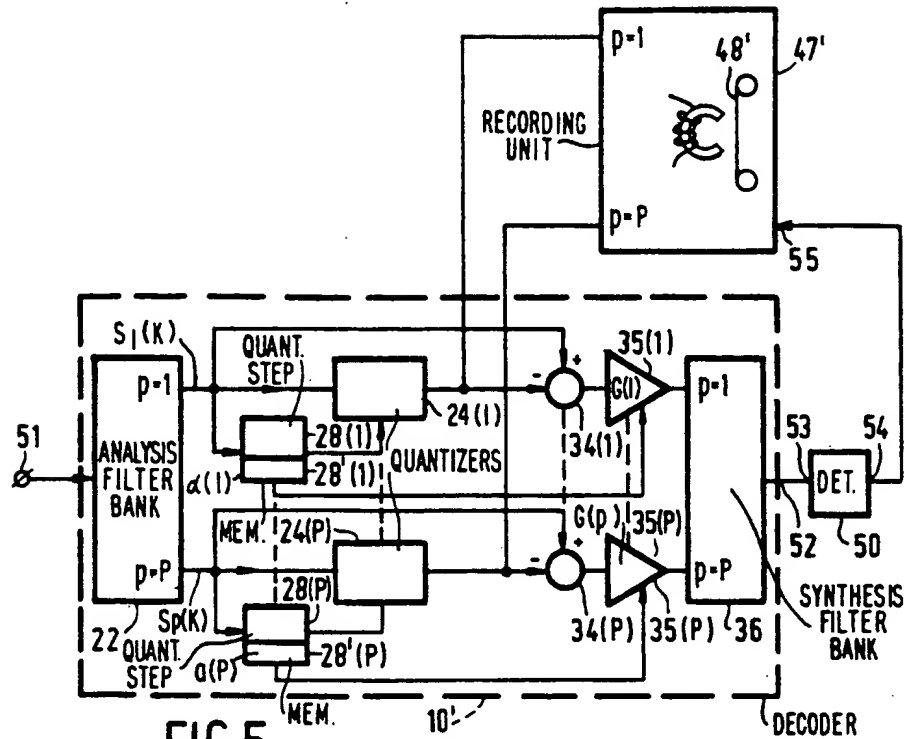 p=1
48'
47'
RECORDING
UNIT
p=P
55
S1(K)
QUANT.
STEP
35(1)
p=1
24(1)
G(1)
p=1
51
ANALYSIS
FILTER
BANK
28(1)
34(1)
53
54
α(1)
28'(1)
QUANTIZERS
DET.
MEM.
24(P)
G(p)
35(P)
52
50
p=P
28(P)
p=P
SYNTHESIS
FILTER
BANK
Sp(K)
22
34(P)
35(P)
36
QUANT.
STEP
a(P)
28'(P)
MEM.
10'
DECODER
FIG.5
+
-
+
-